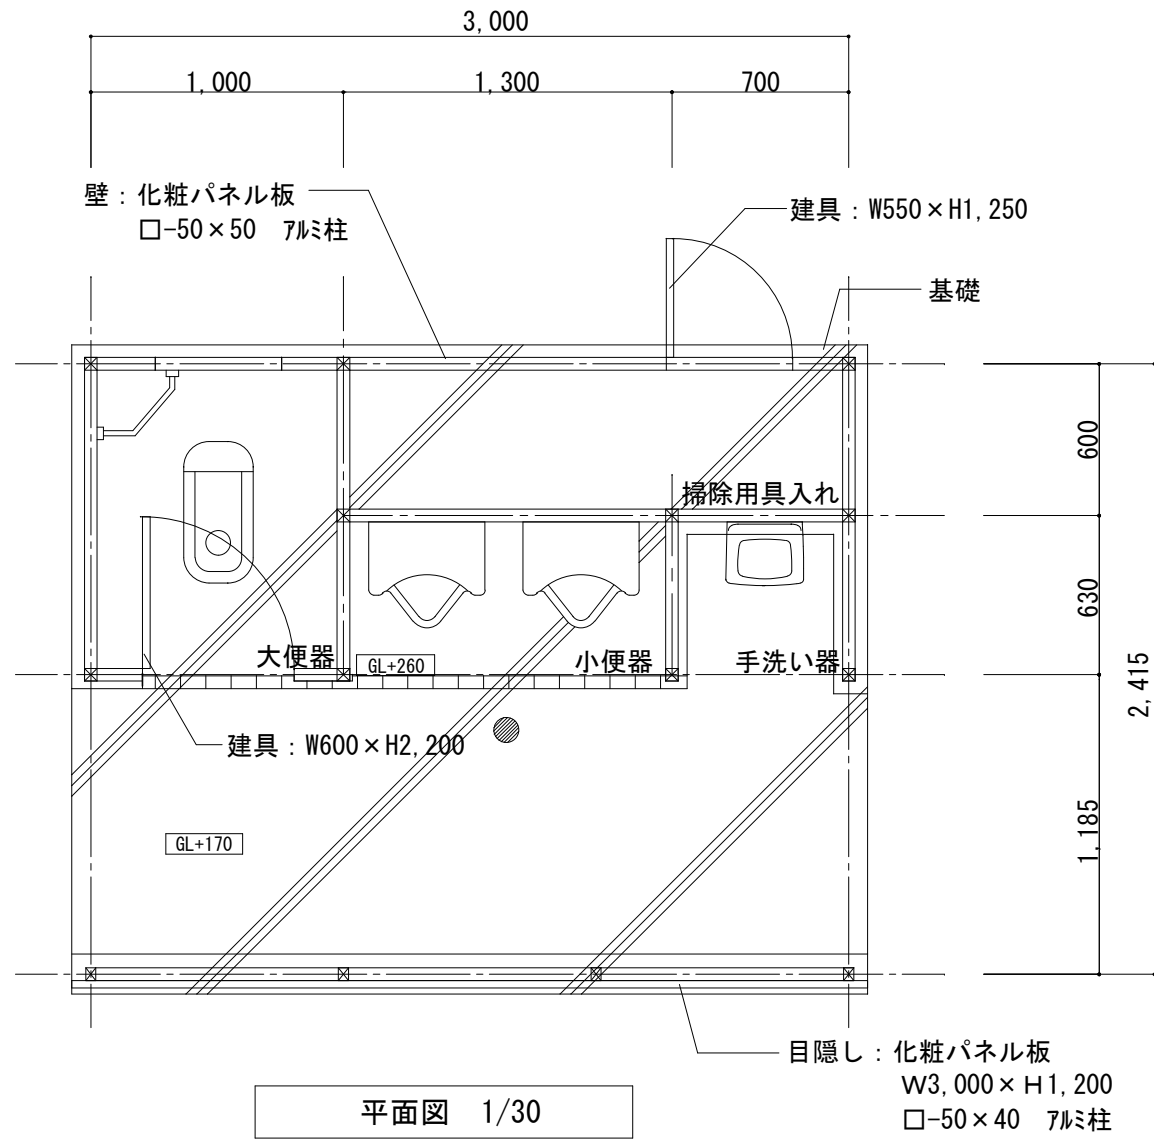 3,000
1,000
1,300
700
壁：化粧パネル板
□-50×50 ｱﾙﾐ柱
建具：W550×H1,250
基礎
600
掃除用具入れ
630
大便器
GL+260
小便器
手洗い器
2,415
建具：W600×H2,200
1,185
GL+170
目隠し：化粧パネル板
W3,000×H1,200
□-50×40 ｱﾙﾐ柱
平面図 1/30